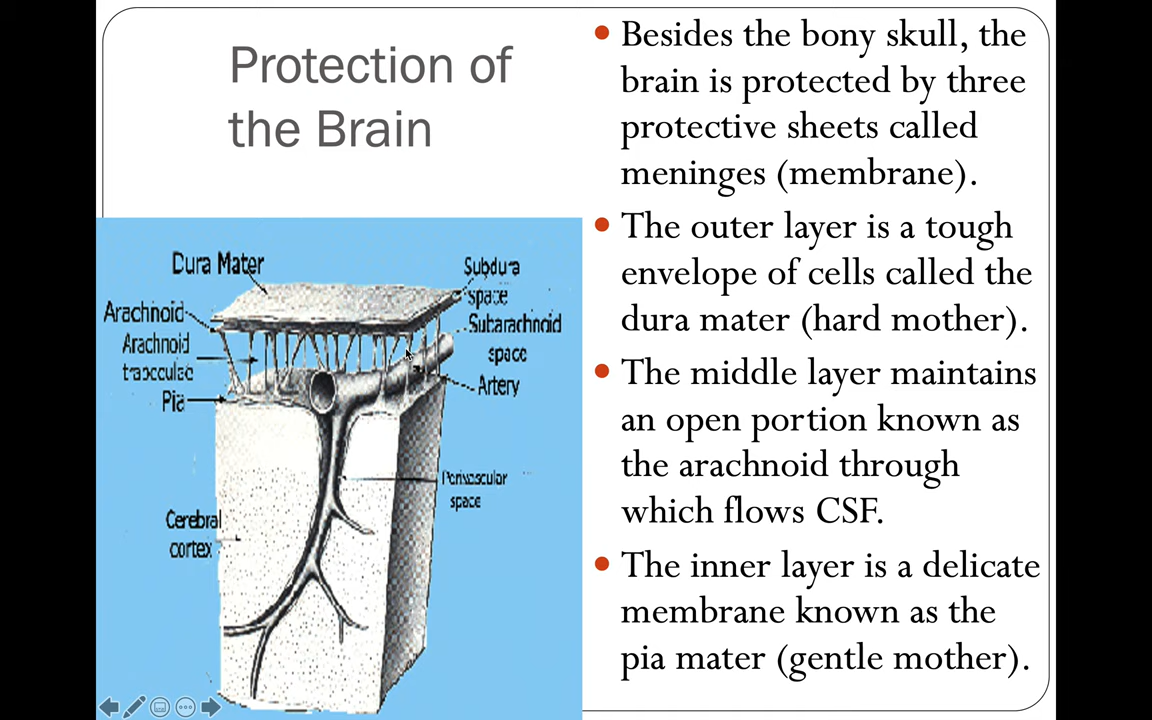 Protection of
the Brain
Besides the bony skull, the
brain is protected by three
protective sheets called
meninges (membrane).
The outer layer is a tough
envelope of cells called the
dura mater (hard mother).
The middle layer maintains
an open portion known as
the arachnoid through
which flows CSF.
The inner layer is a delicate
membrane known as the
pia mater (gentle mother).
Dura Mater
Arachnoid
Arachnoid
trabeculae
Pia
Cerebral
cortex
Subdura
space
Subarachnoid
space
Artery
Perivascular
space